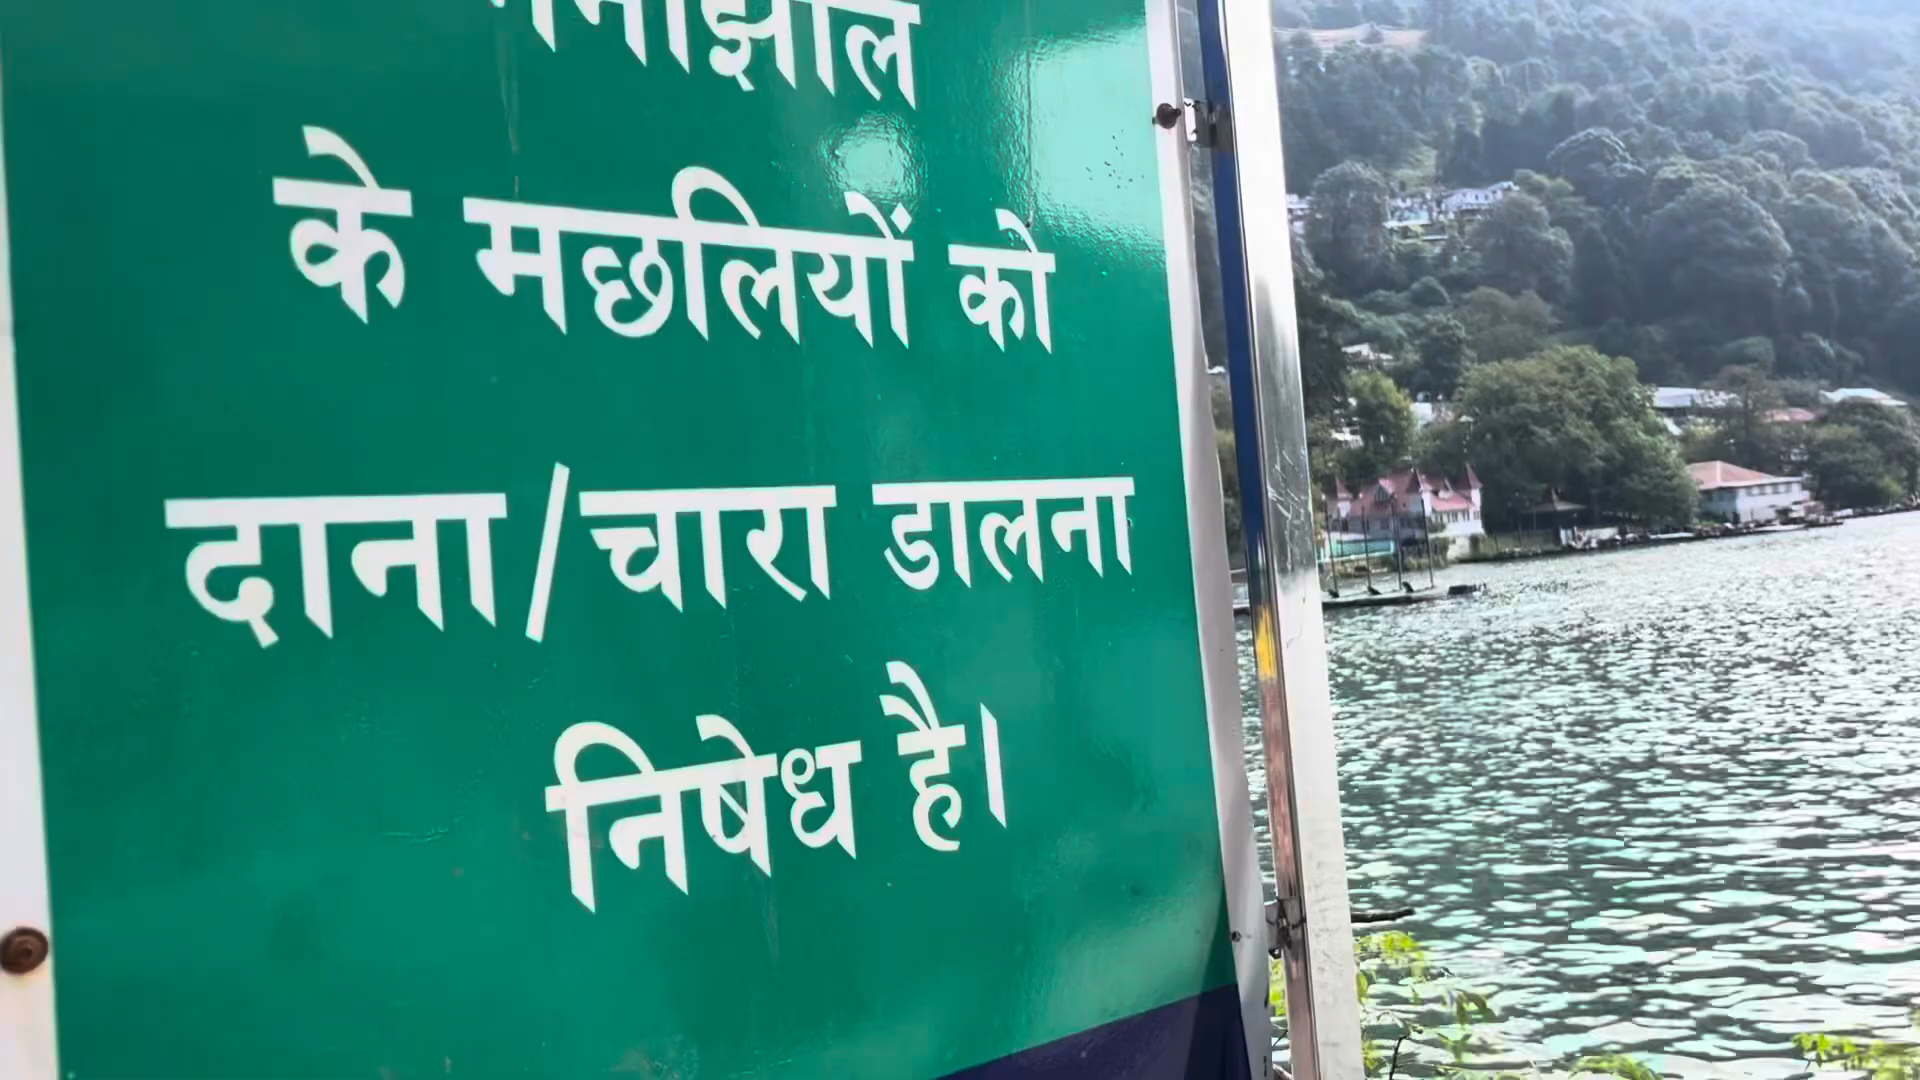 के मछलियों को
दाना/चारा डालना
निषेध है।